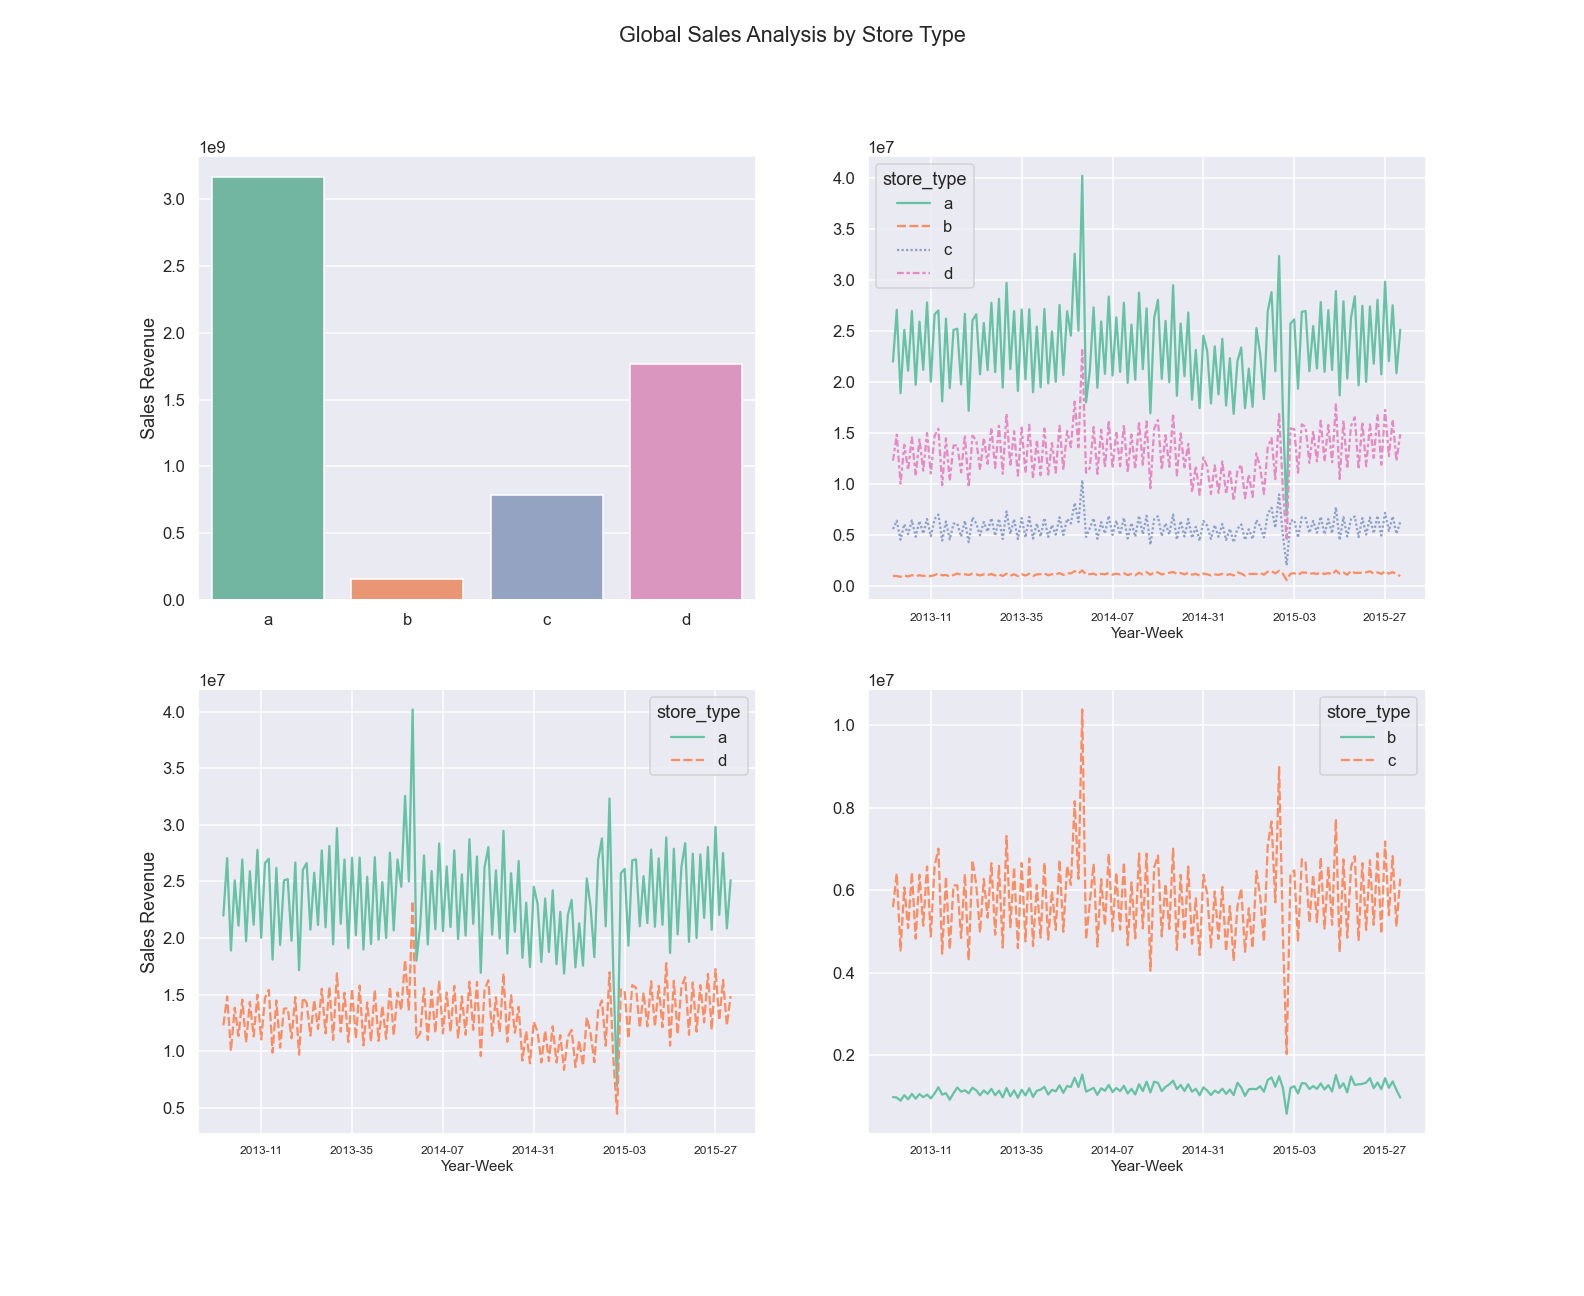 Global Sales Analysis by Store Type
1e9
3.0
2.5
2.0
1.5
1.0
0.5
0.0
Sales Revenue
a b c d
1e7
4.0
3.5
3.0
2.5
2.0
1.5
1.0
0.5
0.0
store_type
a
b
c
d
2013-11 2013-35 2014-07 2014-31 2015-03 2015-27
Year-Week
1e7
4.0
3.5
3.0
2.5
2.0
1.5
1.0
0.5
Sales Revenue
store_type
a
d
2013-11 2013-35 2014-07 2014-31 2015-03 2015-27
Year-Week
1e7
1.0
0.8
0.6
0.4
0.2
store_type
b
c
2013-11 2013-35 2014-07 2014-31 2015-03 2015-27
Year-Week